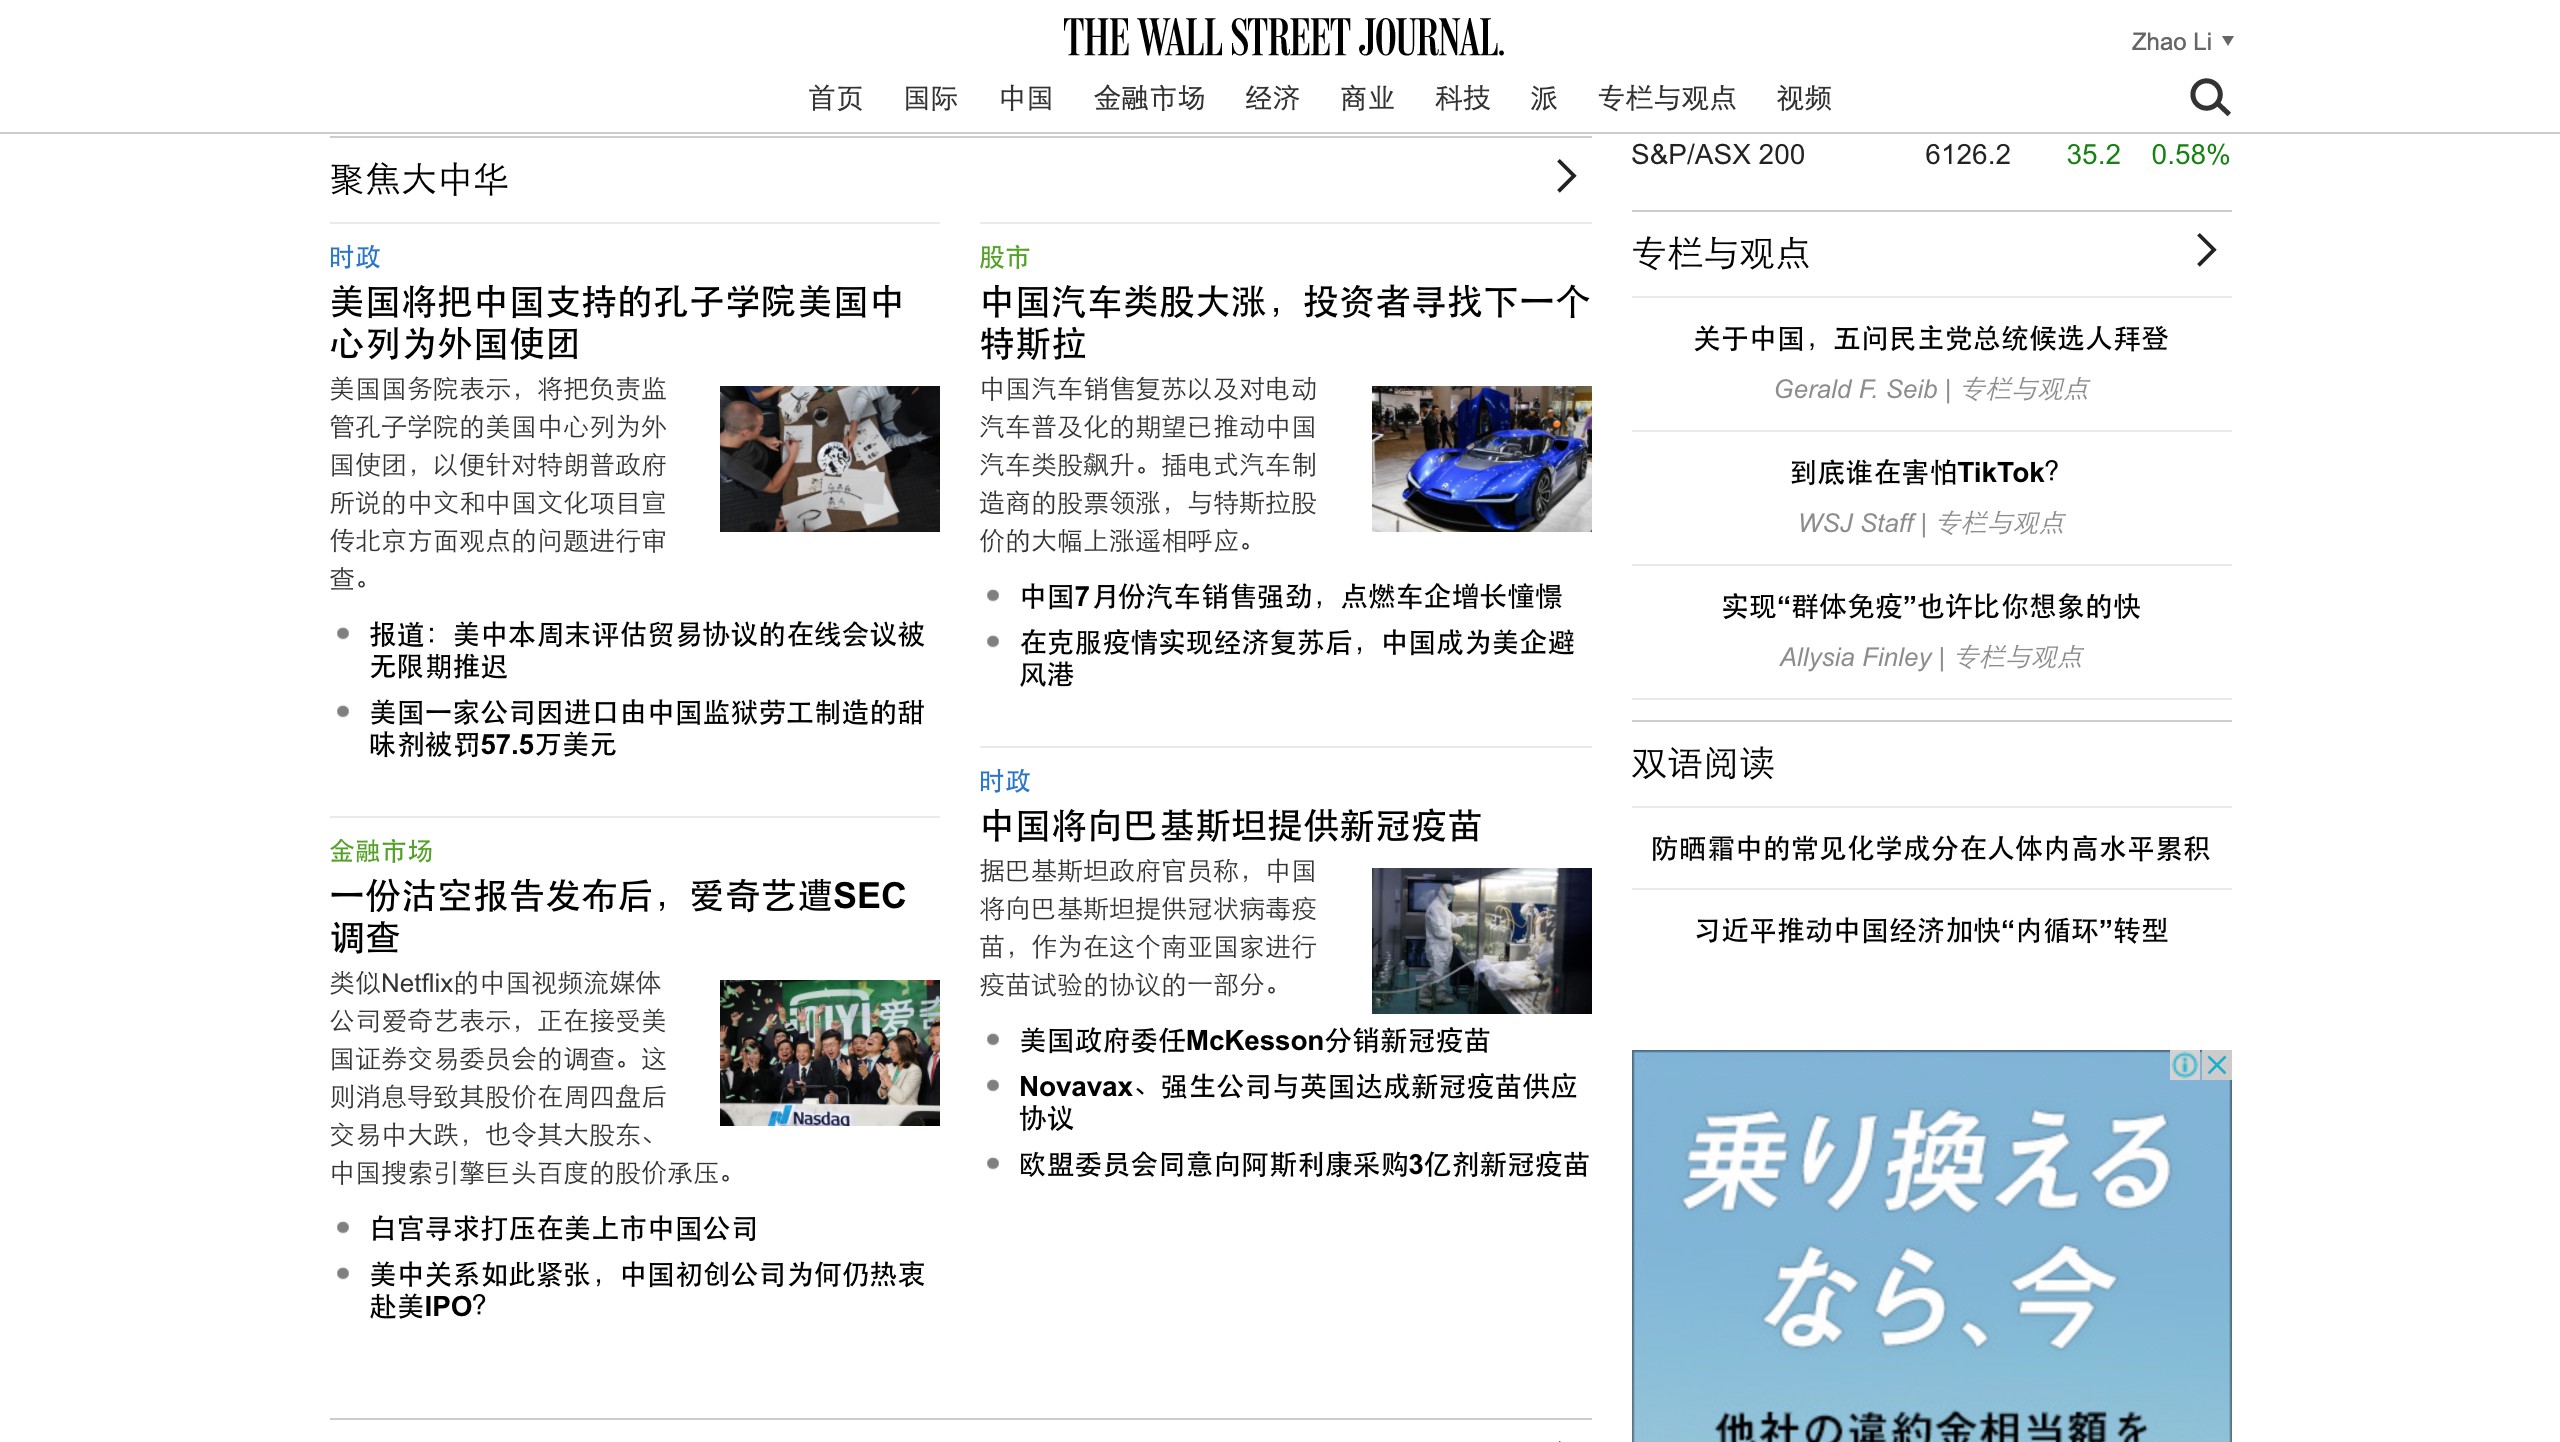 THE WALL STREET JOURNAL.
Zhao Li
首页 国际 中国 金融市场 经济 商业 科技 派 专栏与观点 视频
聚焦大中华
时政
美国将把中国支持的孔子学院美国中
心列为外国使团
美国国务院表示，将把负责监
管孔子学院的美国中心列为外
国使团，以便针对特朗普政府
所说的中文和中国文化项目宣
传北京方面观点的问题进行审
查。
报道：美中本周末评估贸易协议的在线会议被
无限期推迟
美国一家公司因进口由中国监狱劳工制造的甜
味剂被罚57.5万美元
金融市场
一份沽空报告发布后，爱奇艺遭SEC
调查
类似Netflix的中国视频流媒体
公司爱奇艺表示，正在接受美
国证券交易委员会的调查。这
则消息导致其股价在周四盘后
交易中大跌，也令其大股东、
中国搜索引擎巨头百度的股价承压。
Nasdaq
白宫寻求打压在美上市中国公司
美中关系如此紧张，中国初创公司为何仍热衷
赴美IPO？
股市
中国汽车类股大涨，投资者寻找下一个
特斯拉
中国汽车销售复苏以及对电动
汽车普及化的期望已推动中国
汽车类股飙升。插电式汽车制
造商的股票领涨，与特斯拉股
价的大幅上涨遥相呼应。
中国7月份汽车销售强劲，点燃车企增长憧憬
在克服疫情实现经济复苏后，中国成为美企避
风港
时政
中国将向巴基斯坦提供新冠疫苗
据巴基斯坦政府官员称，中国
将向巴基斯坦提供冠状病毒疫
苗，作为在这个南亚国家进行
疫苗试验的协议的一部分。
美国政府委任McKesson分销新冠疫苗
Novavax、强生公司与英国达成新冠疫苗供应
协议
欧盟委员会同意向阿斯利康采购3亿剂新冠疫苗
S&P/ASX 200 6126.2 35.2 0.58%
专栏与观点
关于中国，五问民主党总统候选人拜登
Gerald F. Seib | 专栏与观点
到底谁在害怕TikTok？
WSJ Staff | 专栏与观点
实现“群体免疫”也许比你想象的快
Allysia Finley | 专栏与观点
双语阅读
防晒霜中的常见化学成分在人体内高水平累积
习近平推动中国经济加快“内循环”转型
乗り換える
なら、今
他社の違約金相当額を